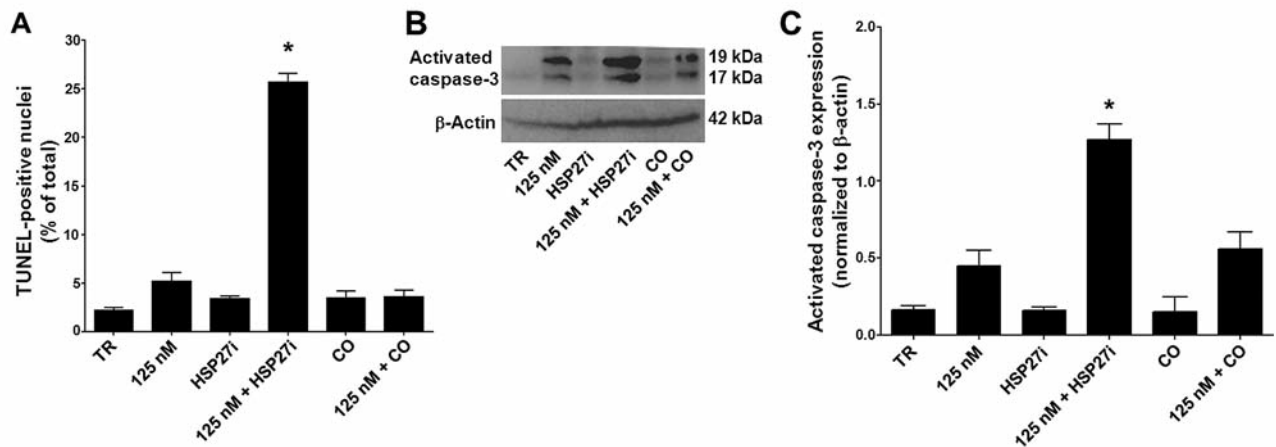 A
TUNEL-positive nuclei
(% of total)
30
25
20
15
10
5
0
*
TR
125 nM
HSP27i
125 nM + HSP27i
CO
125 nM + CO
B
Activated
caspase-3
19 kDa
17 kDa
β-Actin
42 kDa
TR
125 nM
HSP27i
125 nM + HSP27i
CO
125 nM + CO
C
Activated caspase-3 expression
(normalized to β-actin)
2.0
1.5
1.0
0.5
0.0
*
TR
125 nM
HSP27i
125 nM + HSP27i
CO
125 nM + CO